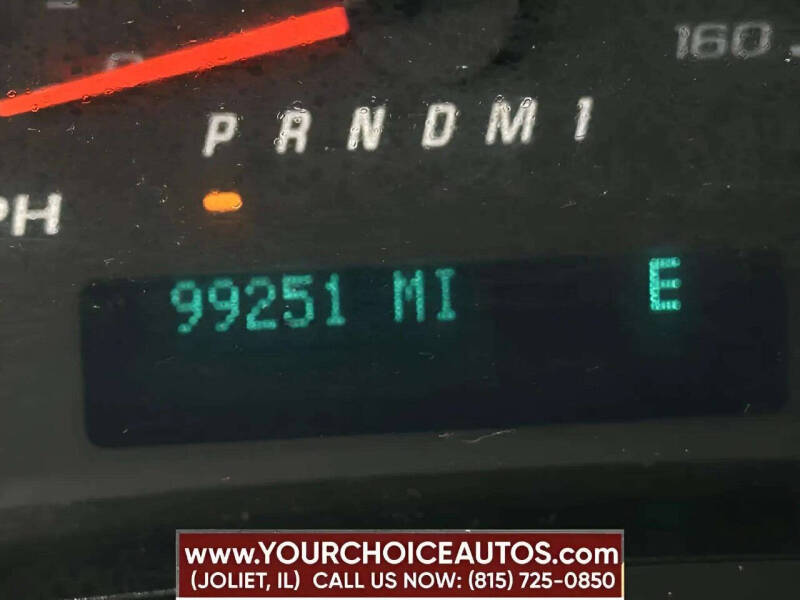 160
P R N D M 1
PH
99251 MI E
www.YOURCHOICEAUTOS.com
(JOLIET, IL) CALL US NOW: (815) 725-0850